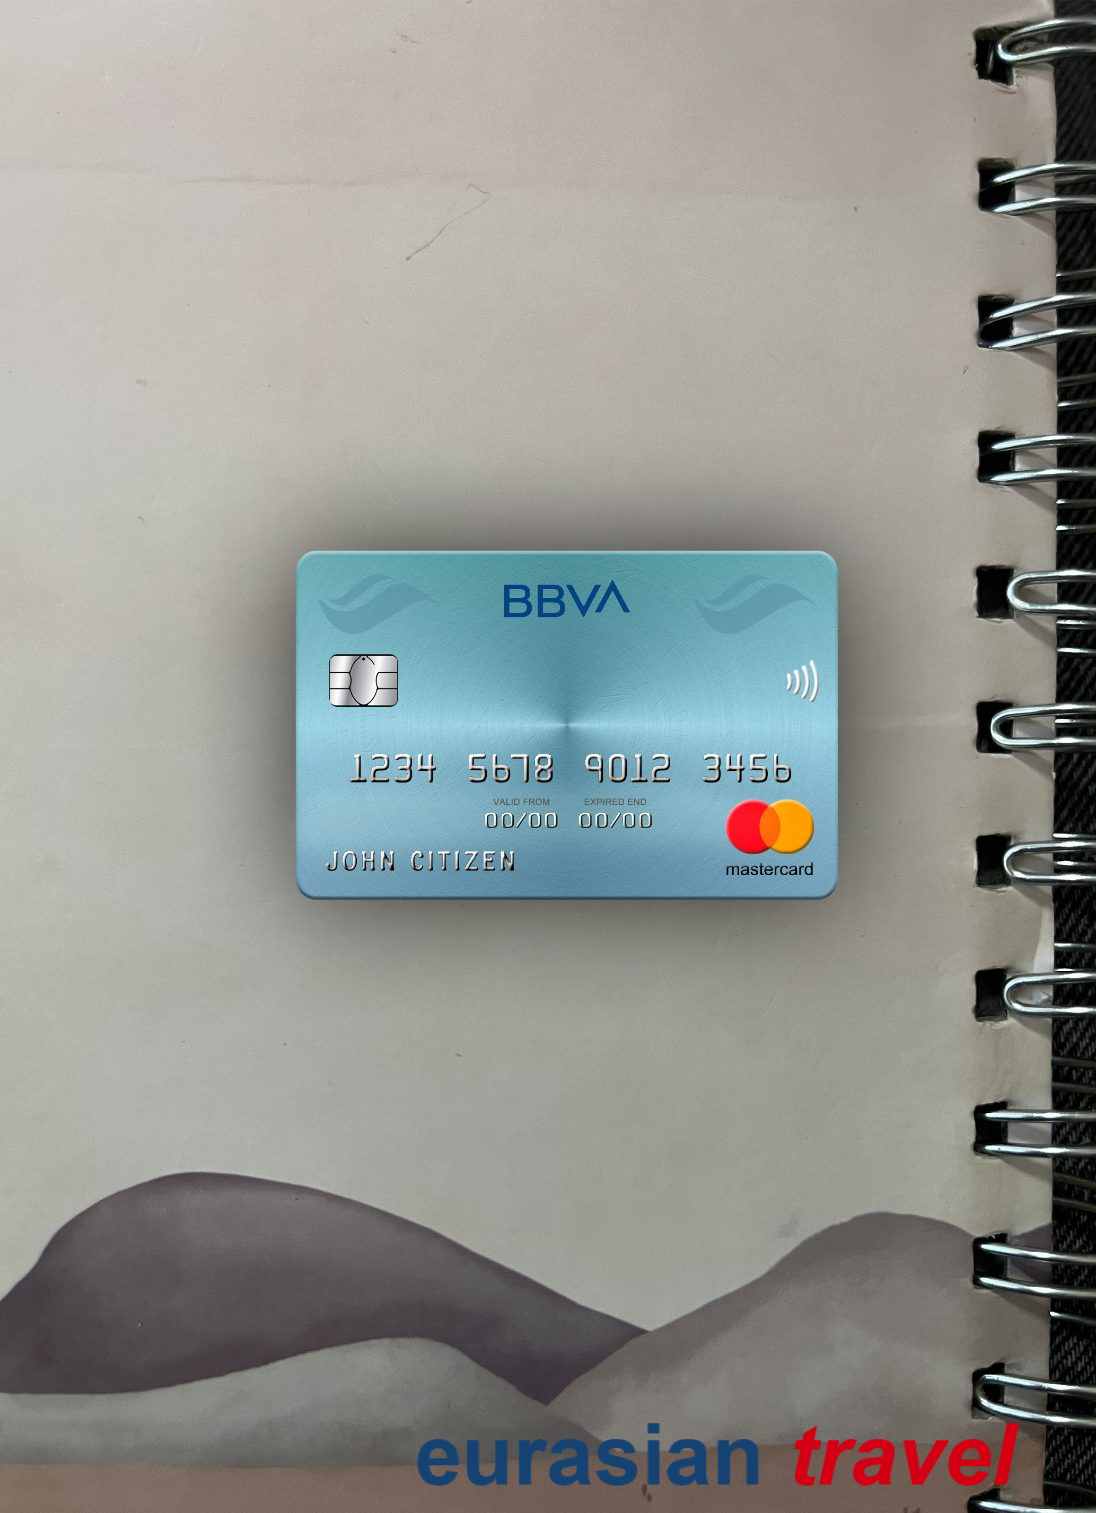 BBVA
1234 5678 9012 3456
VALID FROM EXPIRED END
00/00 00/00
JOHN CITIZEN
mastercard
eurasian travel